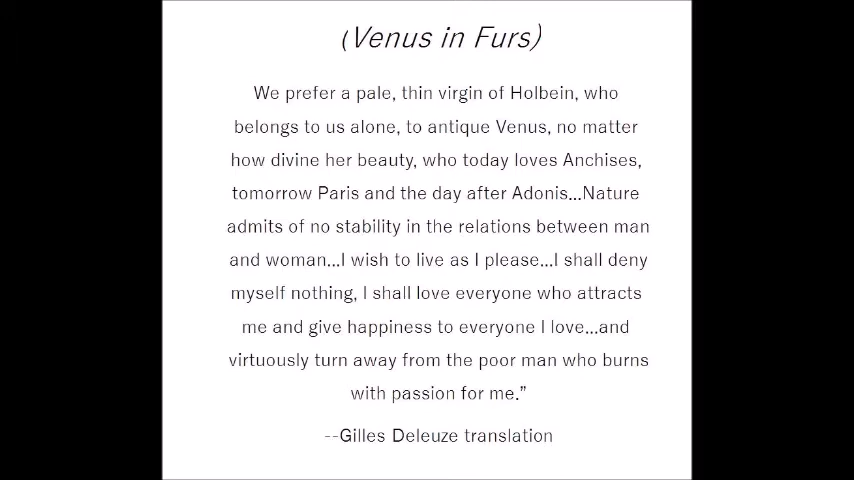 (Venus in Furs)
We prefer a pale, thin virgin of Holbein, who
belongs to us alone, to antique Venus, no matter
how divine her beauty, who today loves Anchises,
tomorrow Paris and the day after Adonis...Nature
admits of no stability in the relations between man
and woman...I wish to live as I please...I shall deny
myself nothing, I shall love everyone who attracts
me and give happiness to everyone I love...and
virtuously turn away from the poor man who burns
with passion for me.”
--Gilles Deleuze translation